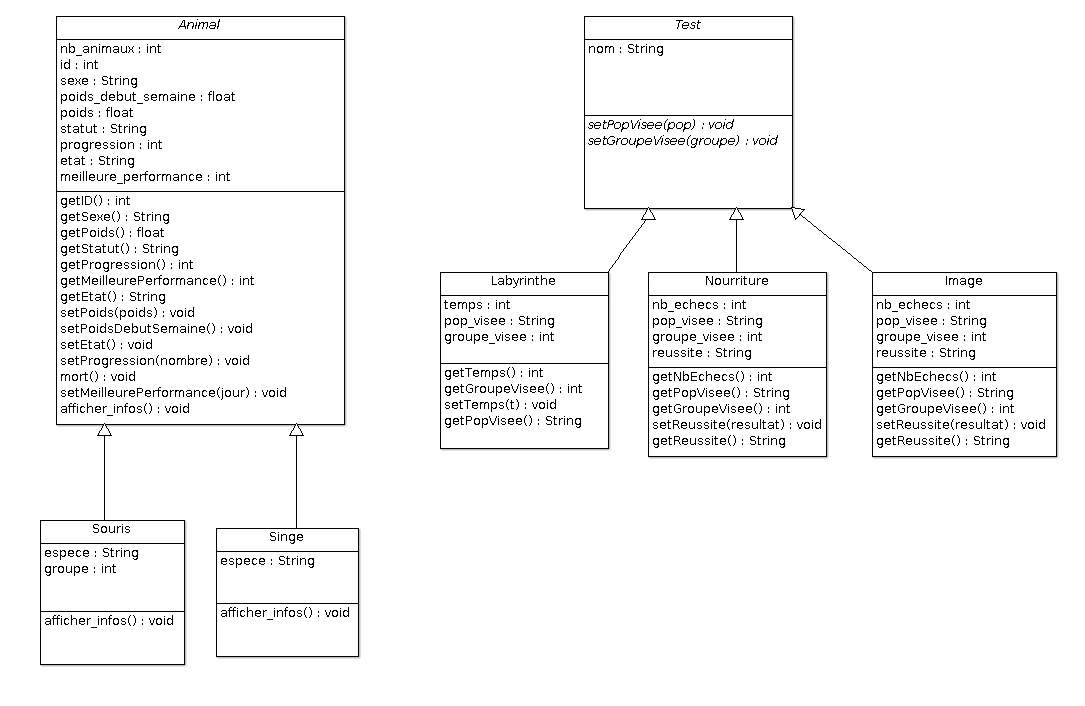 Animal
nb_animaux : int
id : int
sexe : String
poids_debut_semaine : float
poids : float
statut : String
progression : int
etat : String
meilleure_performance : int
getID() : int
getSexe() : String
getPoids() : float
getStatut() : String
getProgression() : int
getMeilleurePerformance() : int
getEtat() : String
setPoids(poids) : void
setPoidsDebutSemaine() : void
setEtat() : void
setProgression(nombre) : void
mort() : void
setMeilleurePerformance(jour) : void
afficher_infos() : void
Souris
espece : String
groupe : int
afficher_infos() : void
Singe
espece : String
afficher_infos() : void
Test
nom : String
setPopVisee(pop) : void
setGroupeVisee(groupe) : void
Labyrinthe
temps : int
pop_visee : String
groupe_visee : int
getTemps() : int
getGroupeVisee() : int
setTemps(t) : void
getPopVisee() : String
Nourriture
nb_echecs : int
pop_visee : String
groupe_visee : int
reussite : String
getNbEchecs() : int
getPopVisee() : String
getGroupeVisee() : int
setReussite(resultat) : void
getReussite() : String
Image
nb_echecs : int
pop_visee : String
groupe_visee : int
reussite : String
getNbEchecs() : int
getPopVisee() : String
getGroupeVisee() : int
setReussite(resultat) : void
getReussite() : String